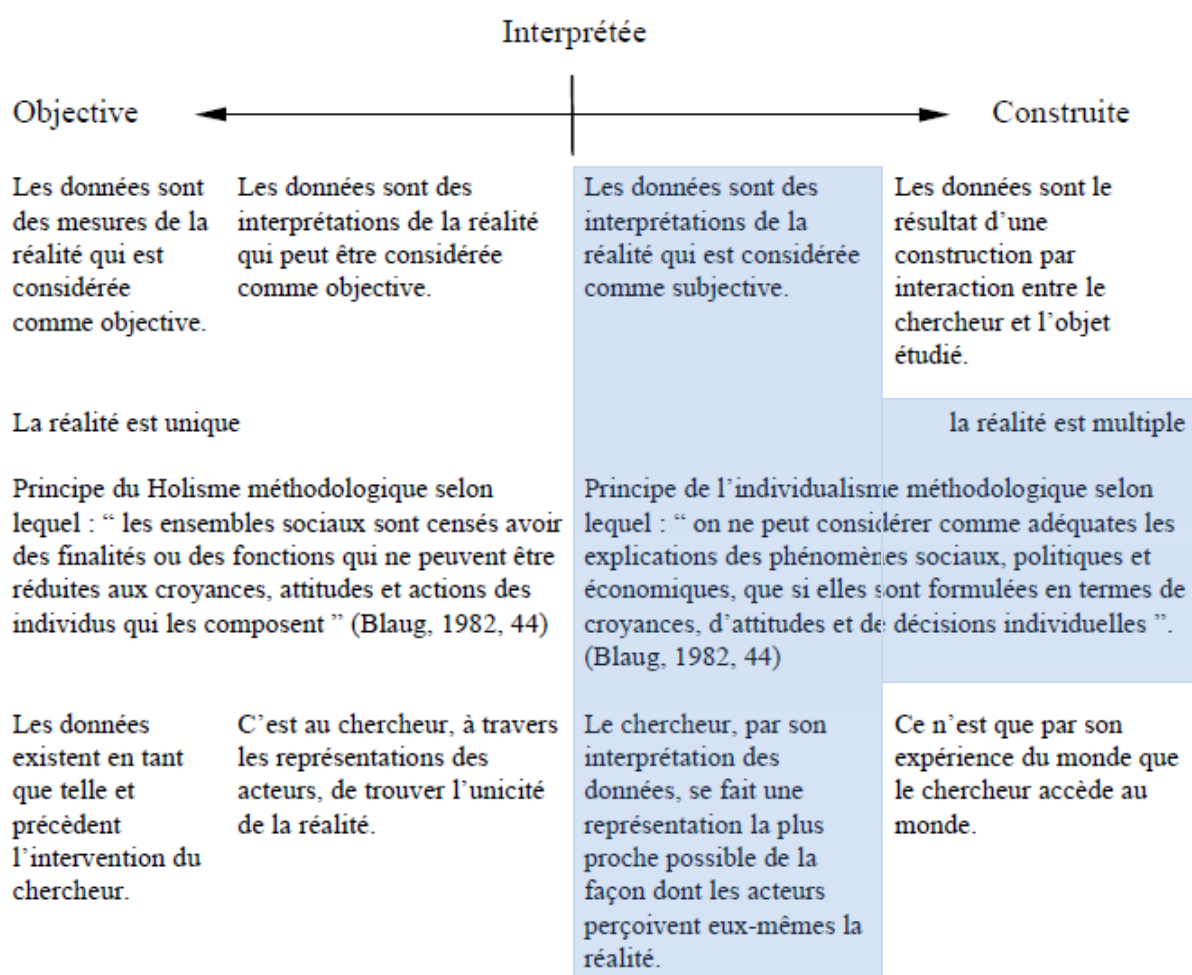 Interprétée
Objective
Construite
Les données sont
des mesures de la
réalité qui est
considérée
comme objective.
Les données sont des
interprétations de la réalité
qui peut être considérée
comme objective.
Les données sont des
interprétations de la
réalité qui est considérée
comme subjective.
Les données sont le
résultat d'une
construction par
interaction entre le
chercheur et l'objet
étudié.
La réalité est unique
la réalité est multiple
Principe du Holisme méthodologique selon
lequel : “ les ensembles sociaux sont censés avoir
des finalités ou des fonctions qui ne peuvent être
réduites aux croyances, attitudes et actions des
individus qui les composent ” (Blaug, 1982, 44)
Principe de l'individualisme méthodologique selon
lequel : “ on ne peut considérer comme adéquates les
explications des phénomènes sociaux, politiques et
économiques, que si elles sont formulées en termes de
croyances, d'attitudes et de décisions individuelles ”.
(Blaug, 1982, 44)
Les données
existent en tant
que telle et
précèdent
l'intervention du
chercheur.
C'est au chercheur, à travers
les représentations des
acteurs, de trouver l'unicité
de la réalité.
Le chercheur, par son
interprétation des
données, se fait une
représentation la plus
proche possible de la
façon dont les acteurs
perçoivent eux-mêmes la
réalité.
Ce n'est que par son
expérience du monde que
le chercheur accède au
monde.